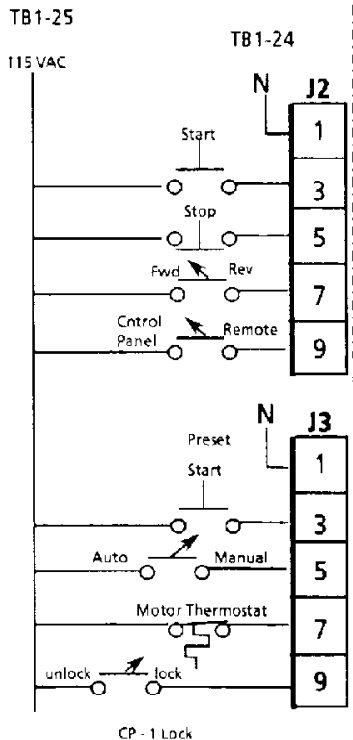 TB1-25
TB1-24
115 VAC
N
J2
1
Start
3
Stop
5
Fwd Rev
7
Cntrol
Panel
Remote
9
N
J3
1
Preset
Start
3
Auto Manual
5
Motor Thermostat
7
unlock lock
9
CP - 1 Lock